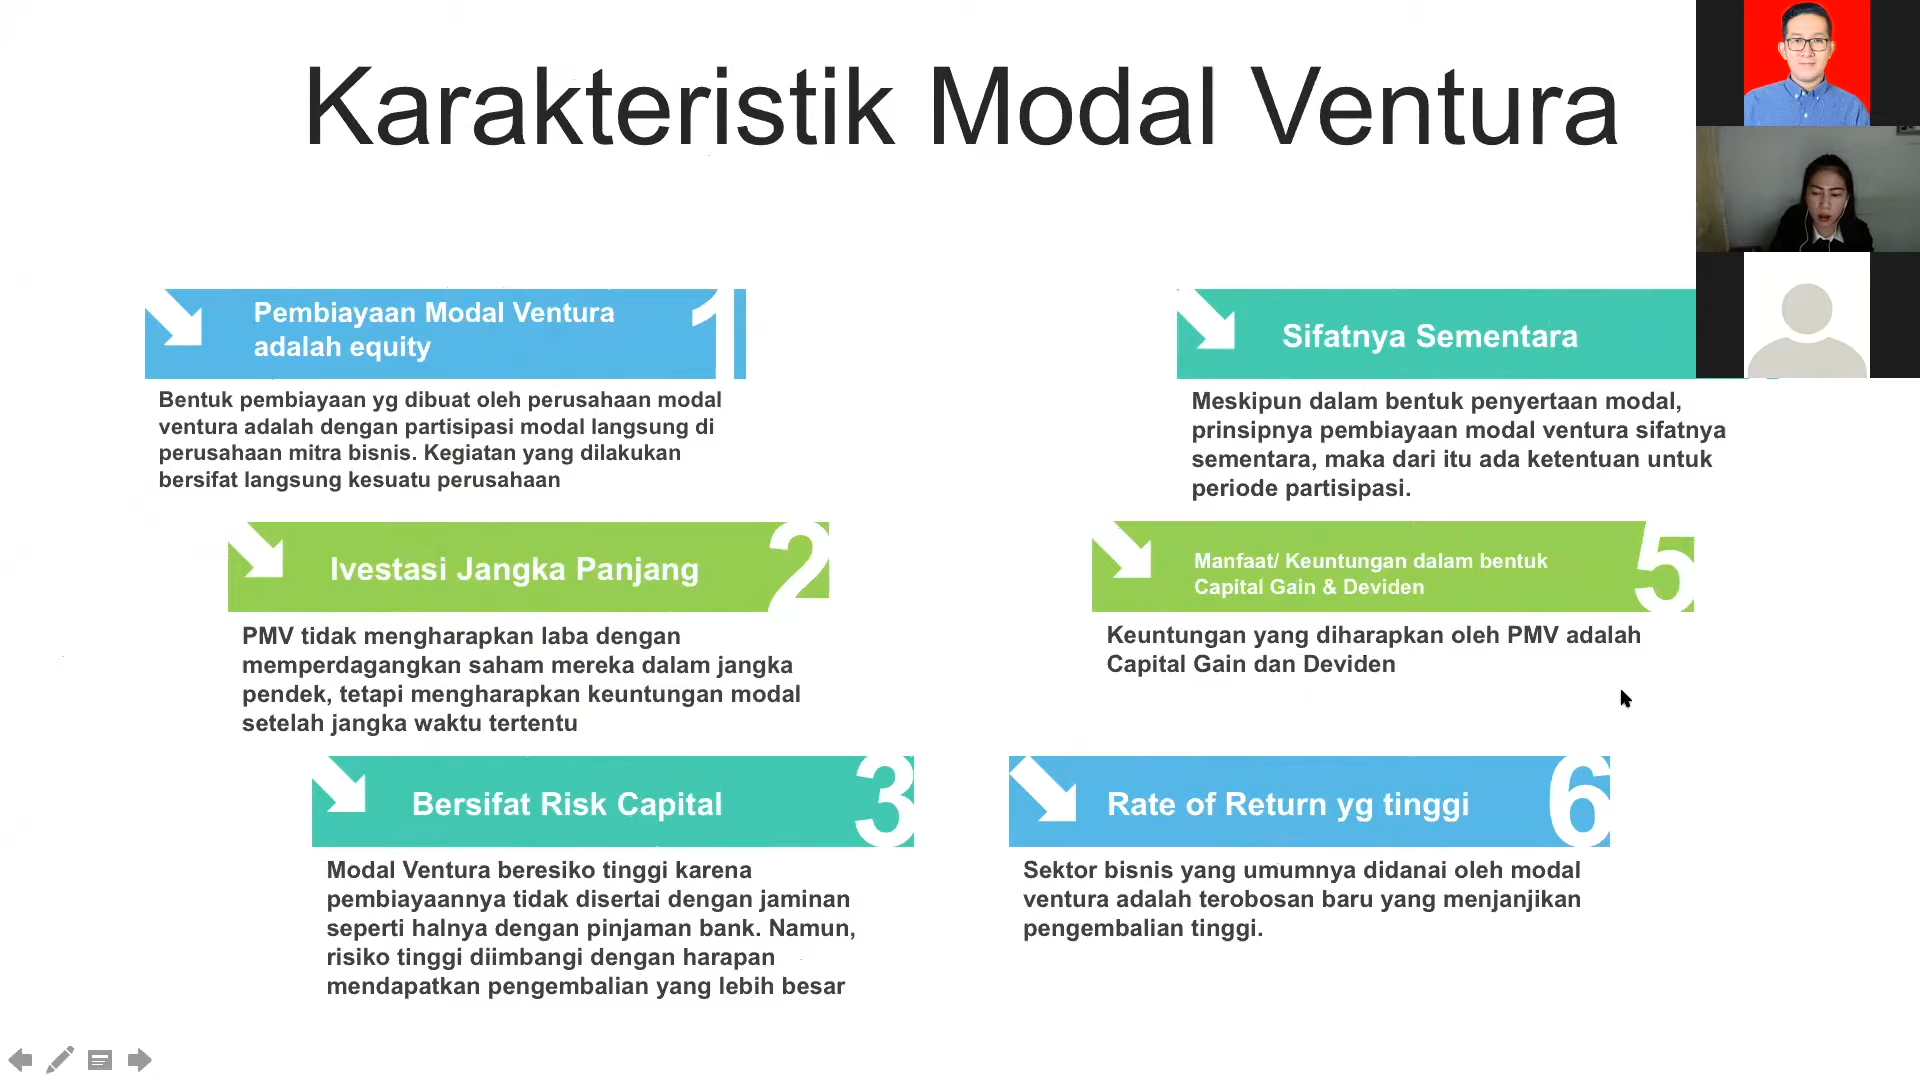 Karakteristik Modal Ventura
Pembiayaan Modal Ventura
adalah equity
1
Bentuk pembiayaan yg dibuat oleh perusahaan modal
ventura adalah dengan partisipasi modal langsung di
perusahaan mitra bisnis. Kegiatan yang dilakukan
bersifat langsung kesuatu perusahaan
Ivestasi Jangka Panjang
2
PMV tidak mengharapkan laba dengan
memperdagangkan saham mereka dalam jangka
pendek, tetapi mengharapkan keuntungan modal
setelah jangka waktu tertentu
Bersifat Risk Capital
3
Modal Ventura beresiko tinggi karena
pembiayaannya tidak disertai dengan jaminan
seperti halnya dengan pinjaman bank. Namun,
risiko tinggi diimbangi dengan harapan
mendapatkan pengembalian yang lebih besar
Sifatnya Sementara
Meskipun dalam bentuk penyertaan modal,
prinsipnya pembiayaan modal ventura sifatnya
sementara, maka dari itu ada ketentuan untuk
periode partisipasi.
Manfaat/ Keuntungan dalam bentuk
Capital Gain & Deviden
5
Keuntungan yang diharapkan oleh PMV adalah
Capital Gain dan Deviden
Rate of Return yg tinggi
6
Sektor bisnis yang umumnya didanai oleh modal
ventura adalah terobosan baru yang menjanjikan
pengembalian tinggi.